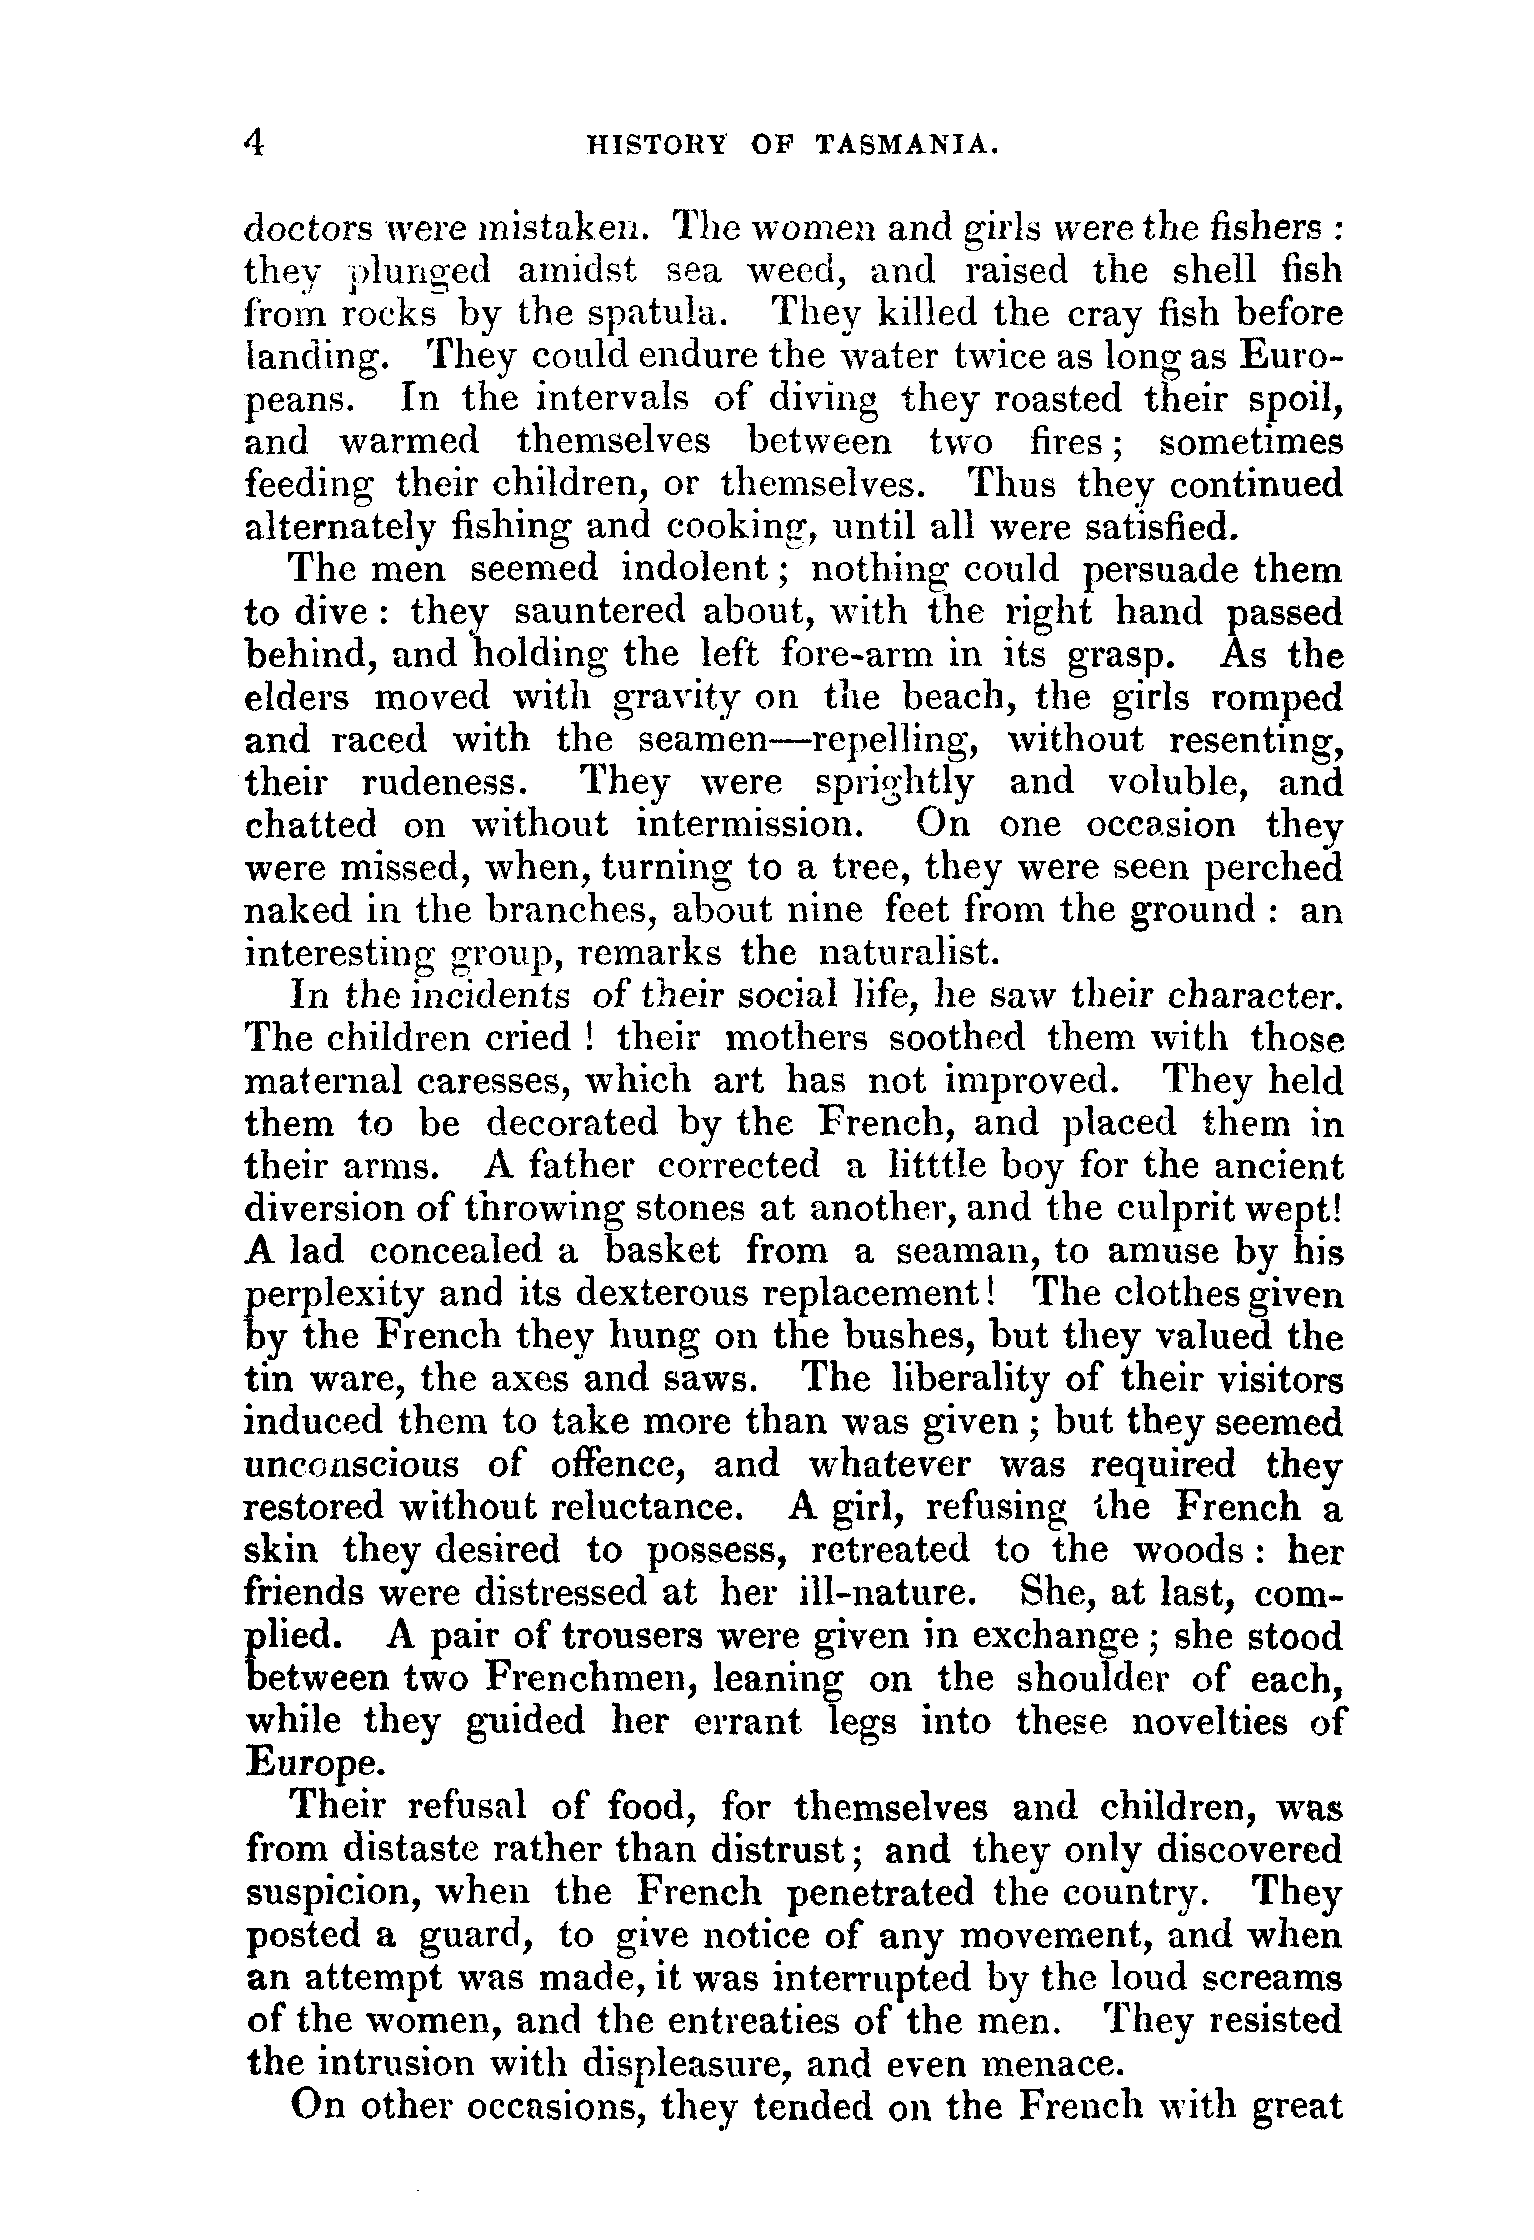 4 HISTORY OF TASMANIA.
doctors were mistaken. The women and girls were the fishers :
they plunged amidst sea weed, and raised the shell fish
from rocks by the spatula. They killed the cray fish before
landing. They could endure the water twice as long as Euro-
peans. In the intervals of diving they roasted their spoil,
and warmed themselves between two fires ; sometimes
feeding their children, or themselves. Thus they continued
alternately fishing and cooking, until all were satisfied.
The men seemed indolent ; nothing could persuade them
to dive : they sauntered about, with the right hand passed
behind, and holding the left fore-arm in its grasp. As the
elders moved with gravity on the beach, the girls romped
and raced with the seamen—repelling, without resenting,
their rudeness. They were sprightly and voluble, and
chatted on without intermission. On one occasion they
were missed, when, turning to a tree, they were seen perched
naked in the branches, about nine feet from the ground : an
interesting group, remarks the naturalist.
In the incidents of their social life, he saw their character.
The children cried ! their mothers soothed them with those
maternal caresses, which art has not improved. They held
them to be decorated by the French, and placed them in
their arms. A father corrected a litttle boy for the ancient
diversion of throwing stones at another, and the culprit wept!
A lad concealed a basket from a seaman, to amuse by his
perplexity and its dexterous replacement! The clothes given
by the French they hung on the bushes, but they valued the
tin ware, the axes and saws. The liberality of their visitors
induced them to take more than was given ; but they seemed
unconscious of offence, and whatever was required they
restored without reluctance. A girl, refusing the French a
skin they desired to possess, retreated to the woods : her
friends were distressed at her ill-nature. She, at last, com-
plied. A pair of trousers were given in exchange ; she stood
between two Frenchmen, leaning on the shoulder of each,
while they guided her errant legs into these novelties of
Europe.
Their refusal of food, for themselves and children, was
from distaste rather than distrust ; and they only discovered
suspicion, when the French penetrated the country. They
posted a guard, to give notice of any movement, and when
an attempt was made, it was interrupted by the loud screams
of the women, and the entreaties of the men. They resisted
the intrusion with displeasure, and even menace.
On other occasions, they tended on the French with great